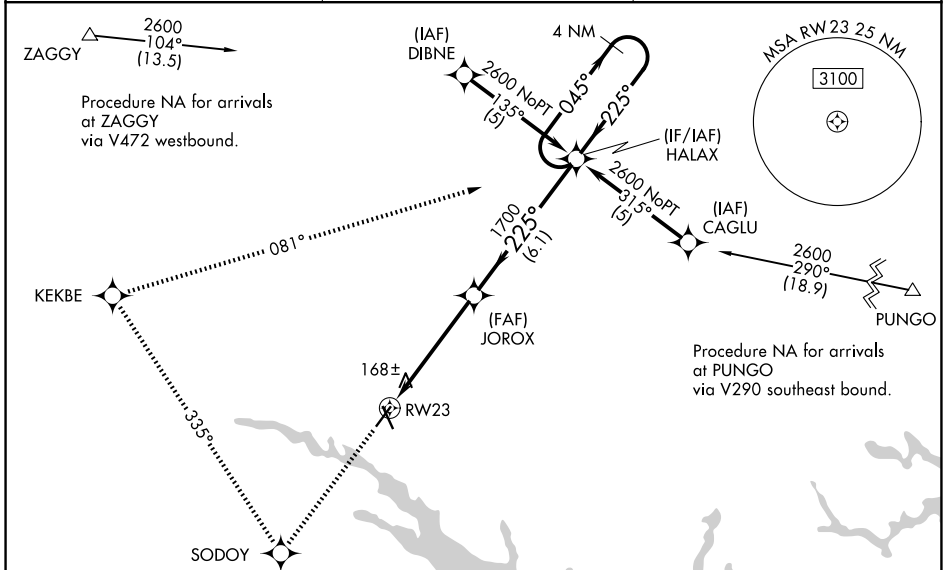 2600
104°
(13.5)
ZAGGY
Procedure NA for arrivals
at ZAGGY
via V472 westbound.
(IAF)
DIBNE
2600 NoPT
135°
(5)
4 NM
045°
225°
(IF/IAF)
HALAX
MSA RW23 25 NM
3100
2600 NoPT
315°
(5)
(IAF)
CAGLU
2600
290°
(18.9)
PUNGO
Procedure NA for arrivals
at PUNGO
via V290 southeast bound.
1700
225°
(6.1)
081°
KEKBE
(FAF)
JOROX
168±
RW23
335°
SODOY